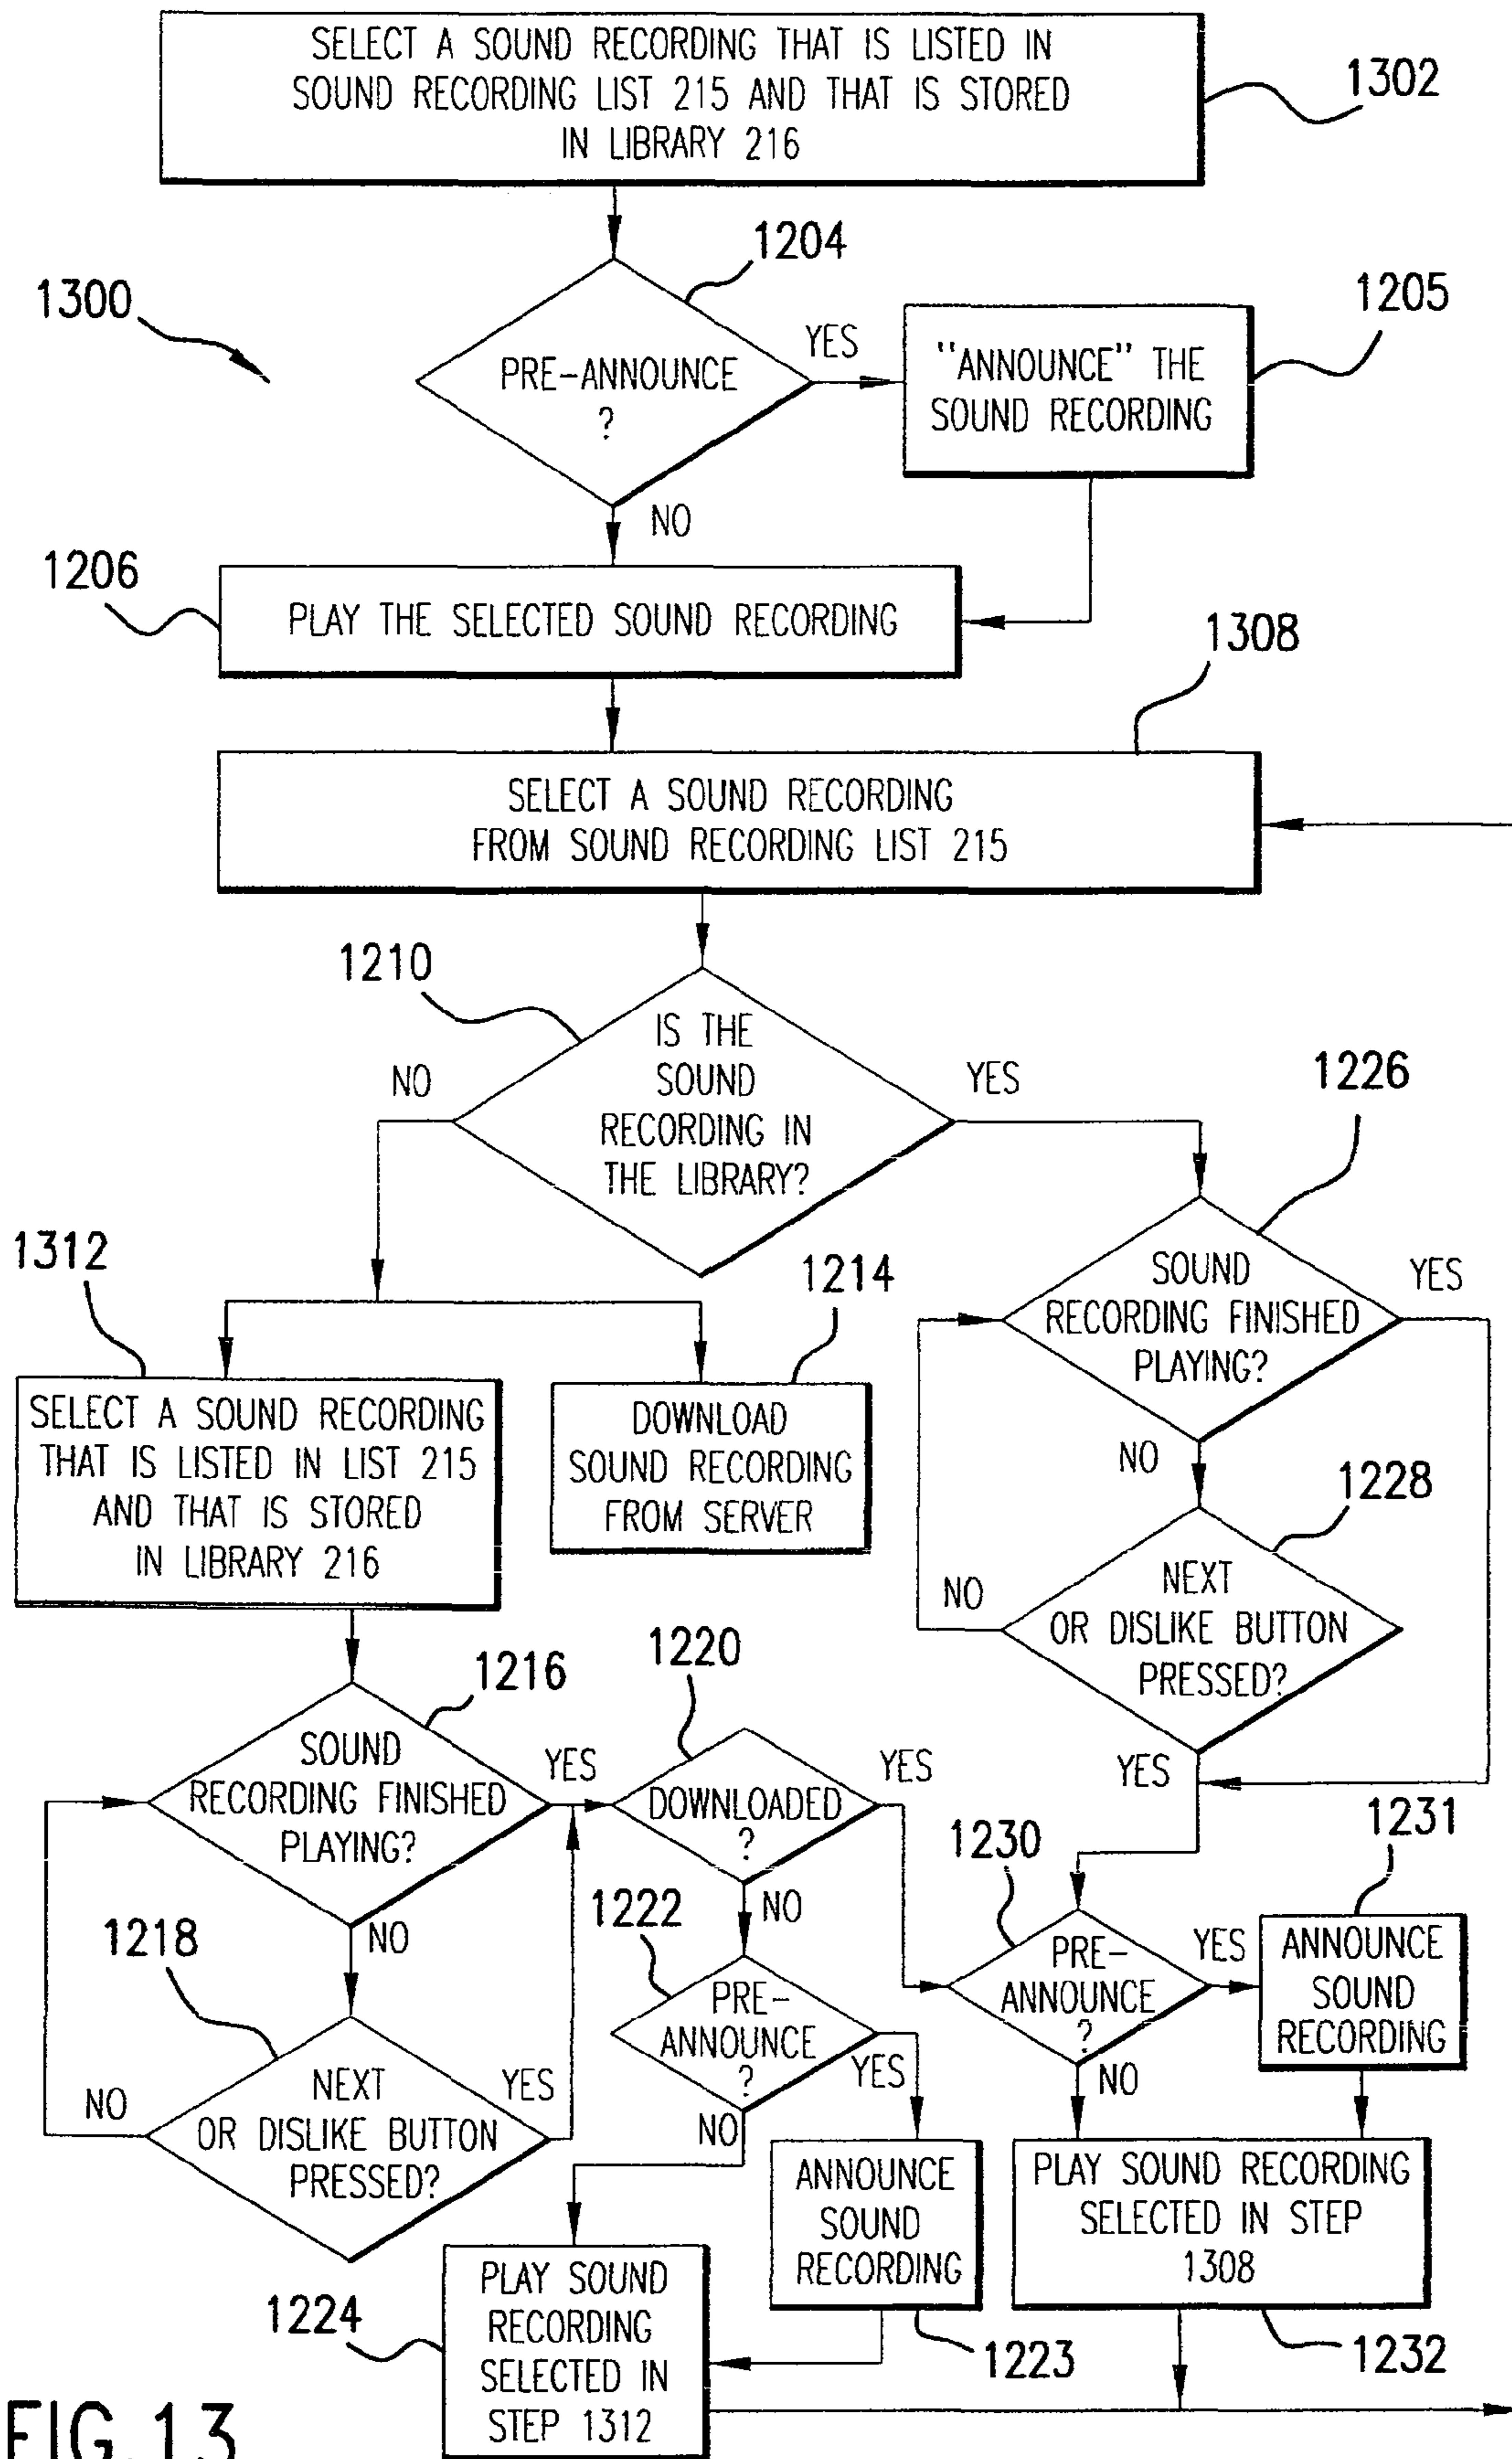 SELECT A SOUND RECORDING THAT IS LISTED IN
SOUND RECORDING LIST 215 AND THAT IS STORED
IN LIBRARY 216
1302
1204
1300
PRE-ANNOUNCE
?
YES
"ANNOUNCE" THE
SOUND RECORDING
1205
NO
1206
PLAY THE SELECTED SOUND RECORDING
1308
SELECT A SOUND RECORDING
FROM SOUND RECORDING LIST 215
1210
IS THE
SOUND
RECORDING IN
THE LIBRARY?
NO
YES
1226
1312
SELECT A SOUND RECORDING
THAT IS LISTED IN LIST 215
AND THAT IS STORED
IN LIBRARY 216
1214
DOWNLOAD
SOUND RECORDING
FROM SERVER
SOUND
RECORDING FINISHED
PLAYING?
YES
NO
1228
NEXT
OR DISLIKE BUTTON
PRESSED?
NO
YES
1216
SOUND
RECORDING FINISHED
PLAYING?
YES
NO
1218
NEXT
OR DISLIKE BUTTON
PRESSED?
NO
YES
1220
DOWNLOADED
?
YES
NO
1222
PRE-
ANNOUNCE
?
YES
NO
1230
PRE-
ANNOUNCE
?
YES
NO
1231
ANNOUNCE
SOUND
RECORDING
ANNOUNCE
SOUND
RECORDING
1223
PLAY SOUND RECORDING
SELECTED IN STEP
1308
1232
1224
PLAY SOUND
RECORDING
SELECTED IN
STEP 1312
FIG.13